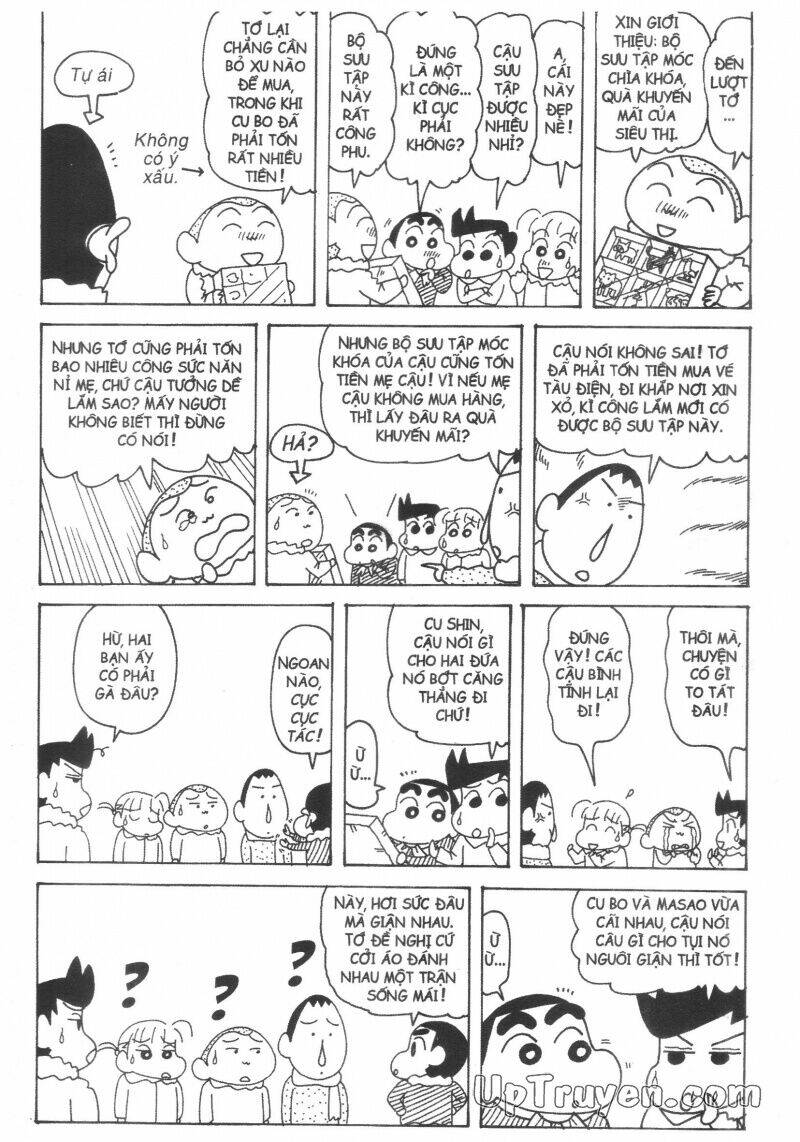 ĐẾN
LƯỢT
TỚ
...
XIN GIỚI
THIỆU: BỘ
SƯU TẬP MÓC
CHÌA KHÓA,
QUÀ KHUYẾN
MÃI CỦA
SIÊU THỊ.
A,
CÁI
NÀY
ĐẸP
NÈ!
CẬU
SƯU
TẬP
ĐƯỢC
NHIỀU
NHỈ?
ĐÚNG
LÀ MỘT
KÌ CÔNG...
KÌ CỤC
PHẢI
KHÔNG?
BỘ
SƯU
TẬP
NÀY
RẤT
CÔNG
PHU.
TỚ LẠI
CHẲNG CẦN
BỎ XU NÀO
ĐỂ MUA,
TRONG KHI
CU BO ĐÃ
PHẢI TỐN
RẤT NHIỀU
TIỀN!
Không
có ý
xấu.
Tự ái
CẬU NÓI KHÔNG SAI! TỚ
ĐÃ PHẢI TỐN TIỀN MUA VÉ
TÀU ĐIỆN, ĐI KHẮP NƠI XIN
XỎ, KÌ CÔNG LẮM MỚI CÓ
ĐƯỢC BỘ SƯU TẬP NÀY.
NHƯNG BỘ SƯU TẬP MÓC
KHÓA CỦA CẬU CŨNG TỐN
TIỀN MẸ CẬU! VÌ NẾU MẸ
CẬU KHÔNG MUA HÀNG,
THÌ LẤY ĐÂU RA QUÀ
KHUYẾN MÃI?
HẢ?
NHƯNG TỚ CŨNG PHẢI TỐN
BAO NHIÊU CÔNG SỨC NĂN
NỈ MẸ, CHỨ CẬU TƯỞNG DỄ
LẮM SAO? MẤY NGƯỜI
KHÔNG BIẾT THÌ ĐỪNG
CÓ NÓI!
THÔI MÀ,
CHUYỆN
CÓ GÌ
TO TÁT
ĐÂU!
ĐÚNG
VẬY! CÁC
CẬU BÌNH
TĨNH LẠI
ĐI!
CU SHIN,
CẬU NÓI GÌ
CHO HAI ĐỨA
NÓ BỚT CĂNG
THẲNG ĐI
CHỨ!
Ừ
Ừ...
NGOAN
NÀO,
CỤC
CỤC
TÁC!
HỪ, HAI
BẠN ẤY
CÓ PHẢI
GÀ ĐÂU?
CU BO VÀ MASAO VỪA
CÃI NHAU, CẬU NÓI
CÂU GÌ CHO TỤI NÓ
NGUÔI GIẬN THÌ TỐT!
Ừ
Ừ...
NÀY, HƠI SỨC ĐÂU
MÀ GIẬN NHAU.
TỚ ĐỀ NGHỊ CỨ
CỞI ÁO ĐÁNH
NHAU MỘT TRẬN
SỐNG MÁI!
? ? ? ?
UpTruyen.com